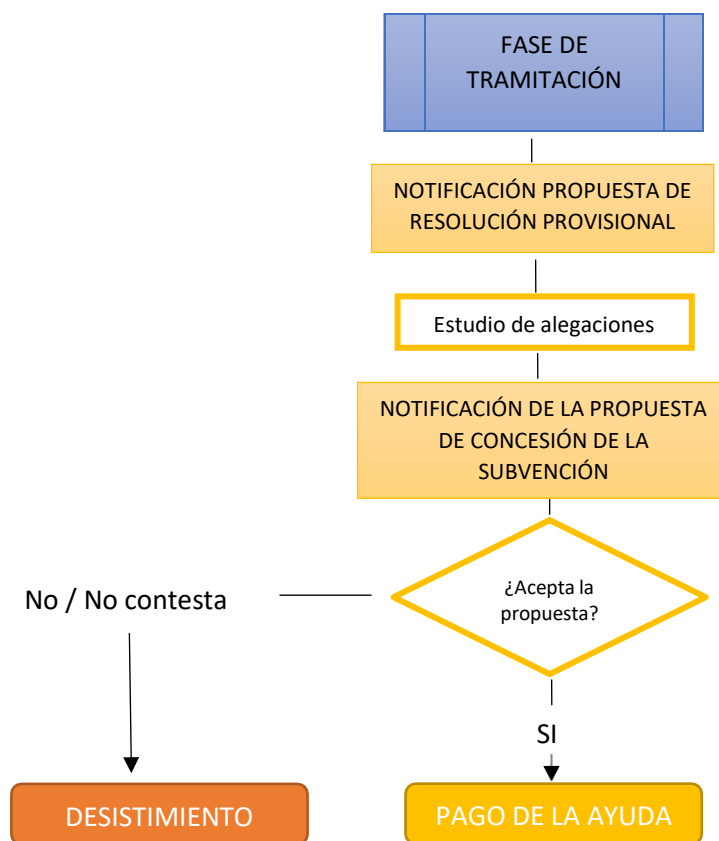 FASE DE
TRAMITACIÓN
NOTIFICACIÓN PROPUESTA DE
RESOLUCIÓN PROVISIONAL
Estudio de alegaciones
NOTIFICACIÓN DE LA PROPUESTA
DE CONCESIÓN DE LA
SUBVENCIÓN
¿Acepta la
propuesta?
No / No contesta
SI
DESISTIMIENTO
PAGO DE LA AYUDA